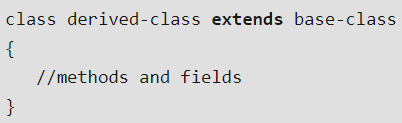 class derived-class extends base-class
{
//methods and fields
}